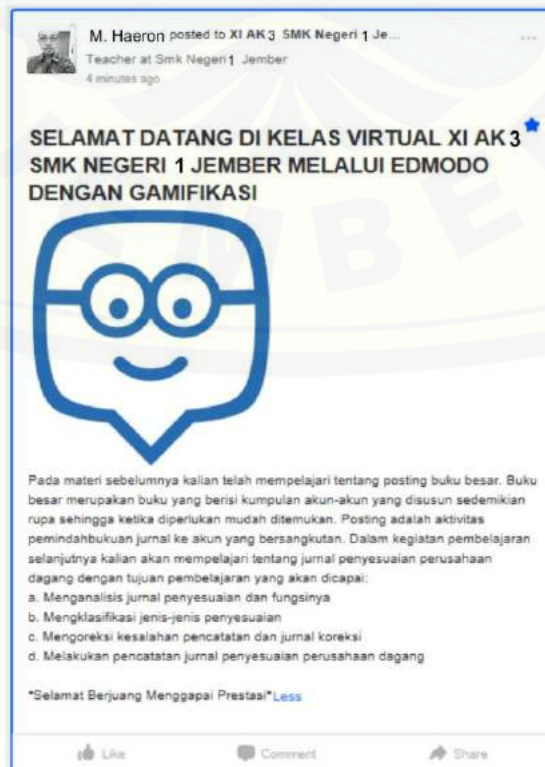 M. Haeron posted to XI AK 3 SMK Negeri 1 Je...
Teacher at Smk Negeri 1 Jember
4 minutes ago
SELAMAT DATANG DI KELAS VIRTUAL XI AK 3
SMK NEGERI 1 JEMBER MELALUI EDMODO
DENGAN GAMIFIKASI
Pada materi sebelumnya kalian telah mempelajari tentang posting buku besar. Buku
besar merupakan buku yang berisi kumpulan akun-akun yang disusun sedemikian
rupa sehingga ketika diperlukan mudah ditemukan. Posting adalah aktivitas
pemindahbukuan jurnal ke akun yang bersangkutan. Dalam kegiatan pembelajaran
selanjutnya kalian akan mempelajari tentang jurnal penyesuaian perusahaan
dagang dengan tujuan pembelajaran yang akan dicapai:
a. Menganalisis jurnal penyesuaian dan fungsinya
b. Mengklasifikasi jenis-jenis penyesuaian
c. Mengoreksi kesalahan pencatatan dan jurnal koreksi
d. Melakukan pencatatan jurnal penyesuaian perusahaan dagang
*Selamat Berjuang Menggapai Prestasi* Less
Like Comment Share